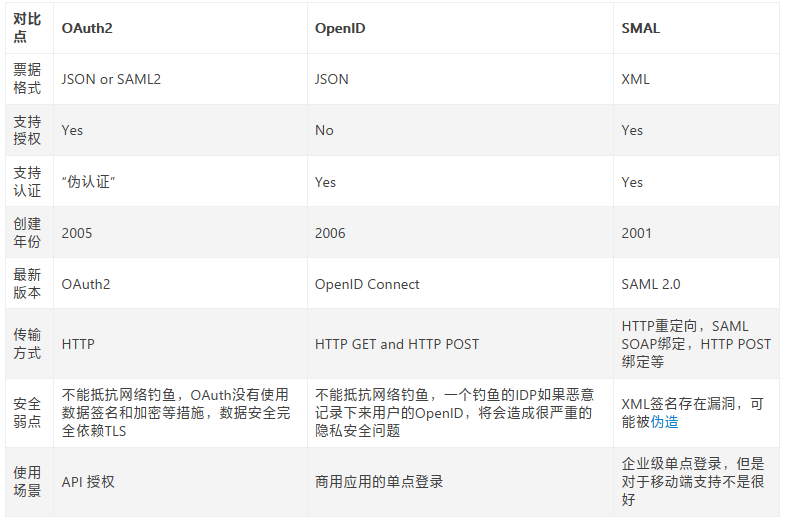 对比
点
OAuth2
OpenID
SMAL
票据
格式
JSON or SAML2
JSON
XML
支持
授权
Yes
No
Yes
支持
认证
“伪认证”
Yes
Yes
创建
年份
2005
2006
2001
最新
版本
OAuth2
OpenID Connect
SAML 2.0
传输
方式
HTTP
HTTP GET and HTTP POST
HTTP重定向，SAML
SOAP绑定，HTTP POST
绑定等
安全
弱点
不能抵抗网络钓鱼，OAuth没有使用
数据签名和加密等措施，数据安全完
全依赖TLS
不能抵抗网络钓鱼，一个钓鱼的IDP如果恶意
记录下来用户的OpenID，将会造成很严重的
隐私安全问题
XML签名存在漏洞，可
能被伪造
使用
场景
API 授权
商用应用的单点登录
企业级单点登录，但是
对于移动端支持不是很
好